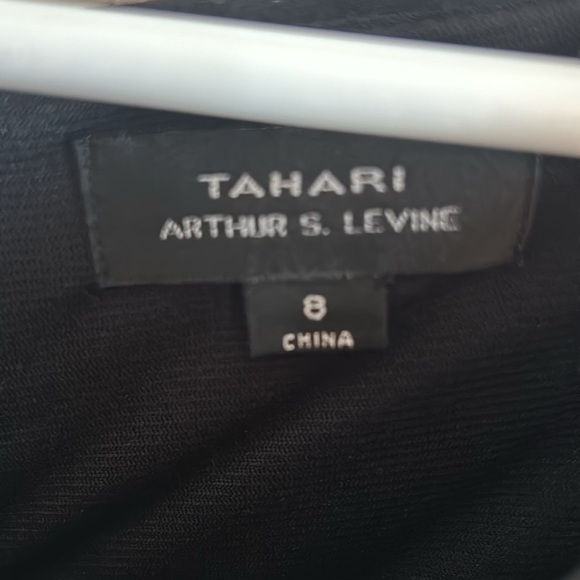 TAHARI
ARTHUR S. LEVINE
8
CHINA